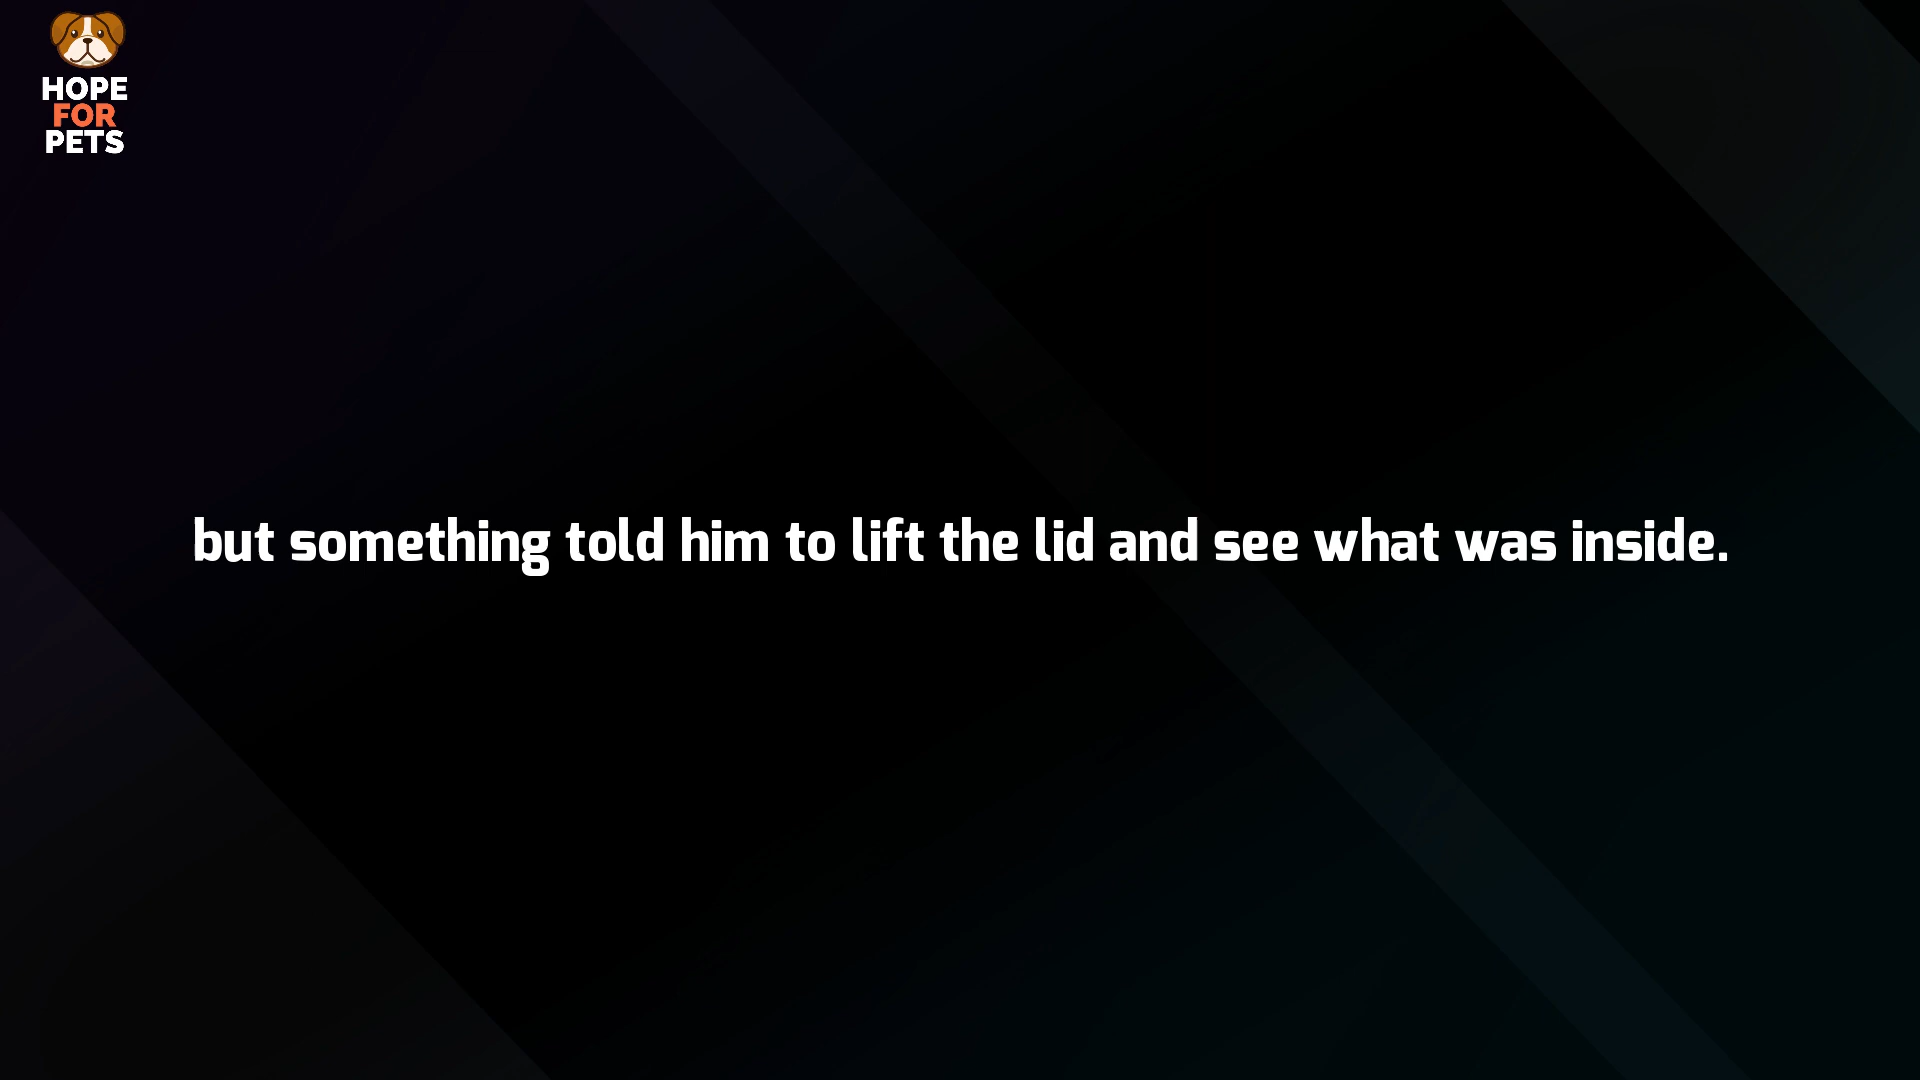 HOPE
FOR
PETS
but something told him to lift the lid and see what was inside.